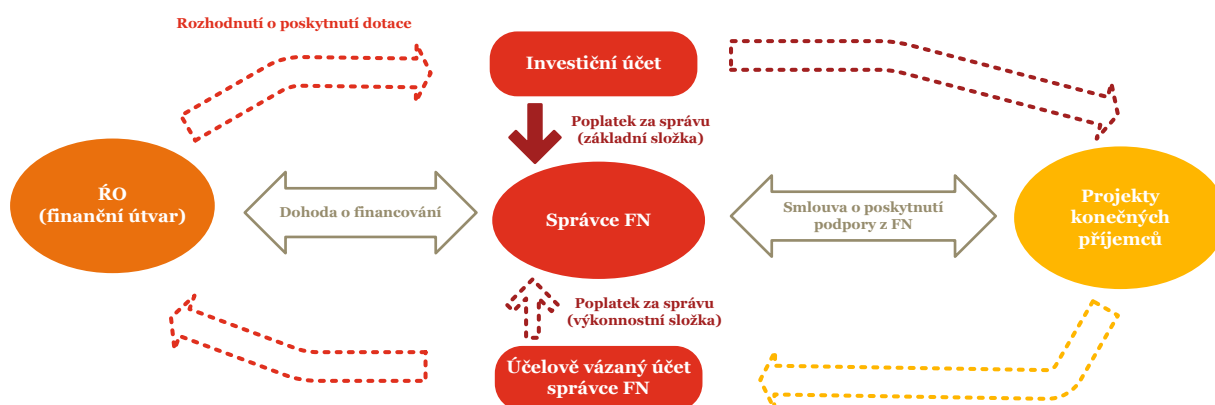 Rozhodnutí o poskytnutí dotace
Investiční účet
Poplatek za správu
(základní složka)
ŔO
(finanční útvar)
Dohoda o financování
Správce FN
Smlouva o poskytnutí
podpory z FN
Projekty
konečných
příjemců
Poplatek za správu
(výkonnostní složka)
Účelově vázaný účet
správce FN